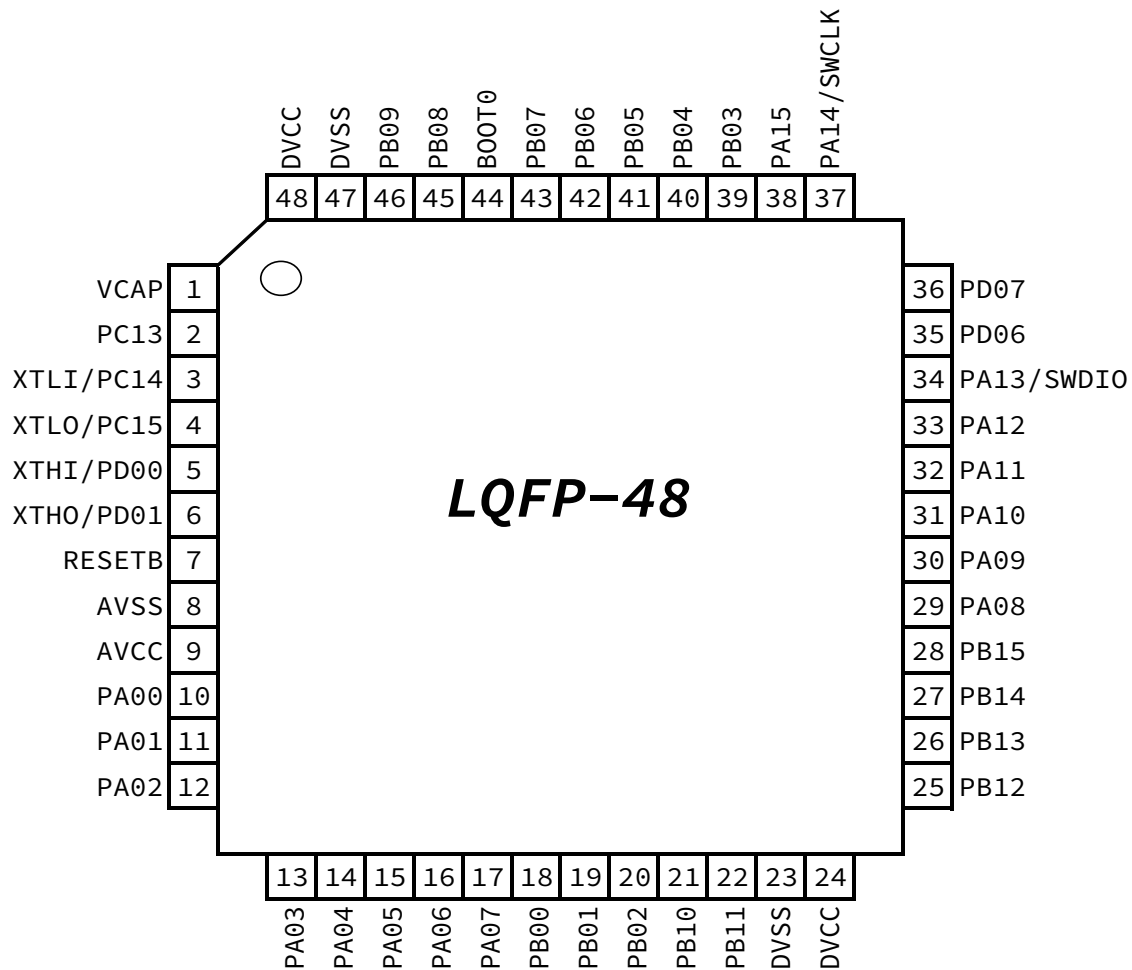 DVCC
DVSS
PB09
PB08
BOOT0
PB07
PB06
PB05
PB04
PB03
PA15
PA14/SWCLK
48 47 46 45 44 43 42 41 40 39 38 37
VCAP 1
PC13 2
XTLI/PC14 3
XTLO/PC15 4
XTHI/PD00 5
XTHO/PD01 6
RESETB 7
AVSS 8
AVCC 9
PA00 10
PA01 11
PA02 12
LQFP-48
36 PD07
35 PD06
34 PA13/SWDIO
33 PA12
32 PA11
31 PA10
30 PA09
29 PA08
28 PB15
27 PB14
26 PB13
25 PB12
13 14 15 16 17 18 19 20 21 22 23 24
PA03
PA04
PA05
PA06
PA07
PB00
PB01
PB02
PB10
PB11
DVSS
DVCC